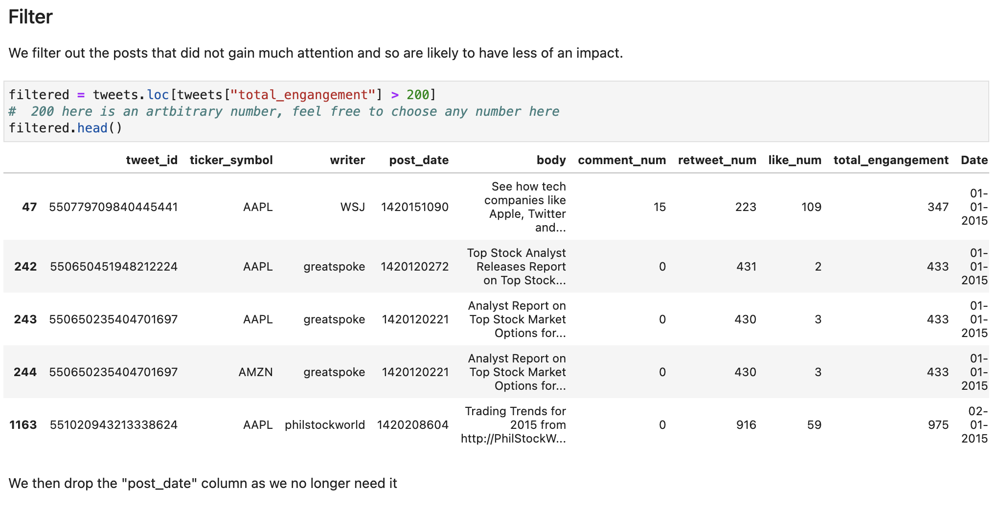 Filter
We filter out the posts that did not gain much attention and so are likely to have less of an impact.
filtered = tweets.loc[tweets["total_engangement"] > 200]
#  200 here is an artbitrary number, feel free to choose any number here
filtered.head()
tweet_id ticker_symbol writer post_date body comment_num retweet_num like_num total_engangement Date
47 550779709840445441 AAPL WSJ 1420151090 See how tech companies like Apple, Twitter and... 15 223 109 347 01-01-2015
242 550650451948212224 AAPL greatspoke 1420120272 Top Stock Analyst Releases Report on Top Stock... 0 431 2 433 01-01-2015
243 550650235404701697 AAPL greatspoke 1420120221 Analyst Report on Top Stock Market Options for... 0 430 3 433 01-01-2015
244 550650235404701697 AMZN greatspoke 1420120221 Analyst Report on Top Stock Market Options for... 0 430 3 433 01-01-2015
1163 551020943213338624 AAPL philstockworld 1420208604 Trading Trends for 2015 from http://PhilStockW... 0 916 59 975 02-01-2015
We then drop the "post_date" column as we no longer need it